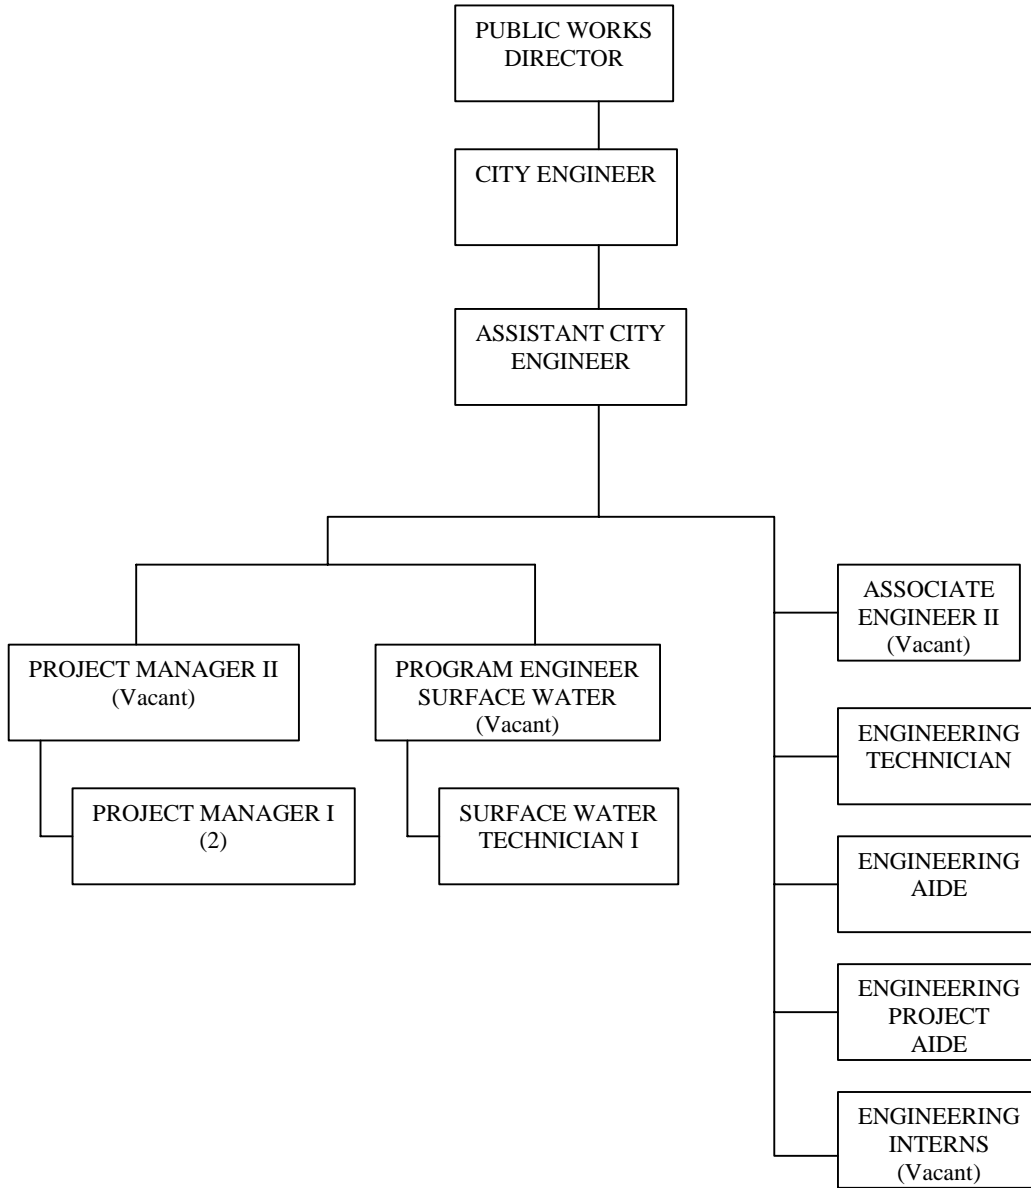 PUBLIC WORKS
DIRECTOR
CITY ENGINEER
ASSISTANT CITY
ENGINEER
PROJECT MANAGER II
(Vacant)
PROJECT MANAGER I
(2)
PROGRAM ENGINEER
SURFACE WATER
(Vacant)
SURFACE WATER
TECHNICIAN I
ASSOCIATE
ENGINEER II
(Vacant)
ENGINEERING
TECHNICIAN
ENGINEERING
AIDE
ENGINEERING
PROJECT
AIDE
ENGINEERING
INTERNS
(Vacant)